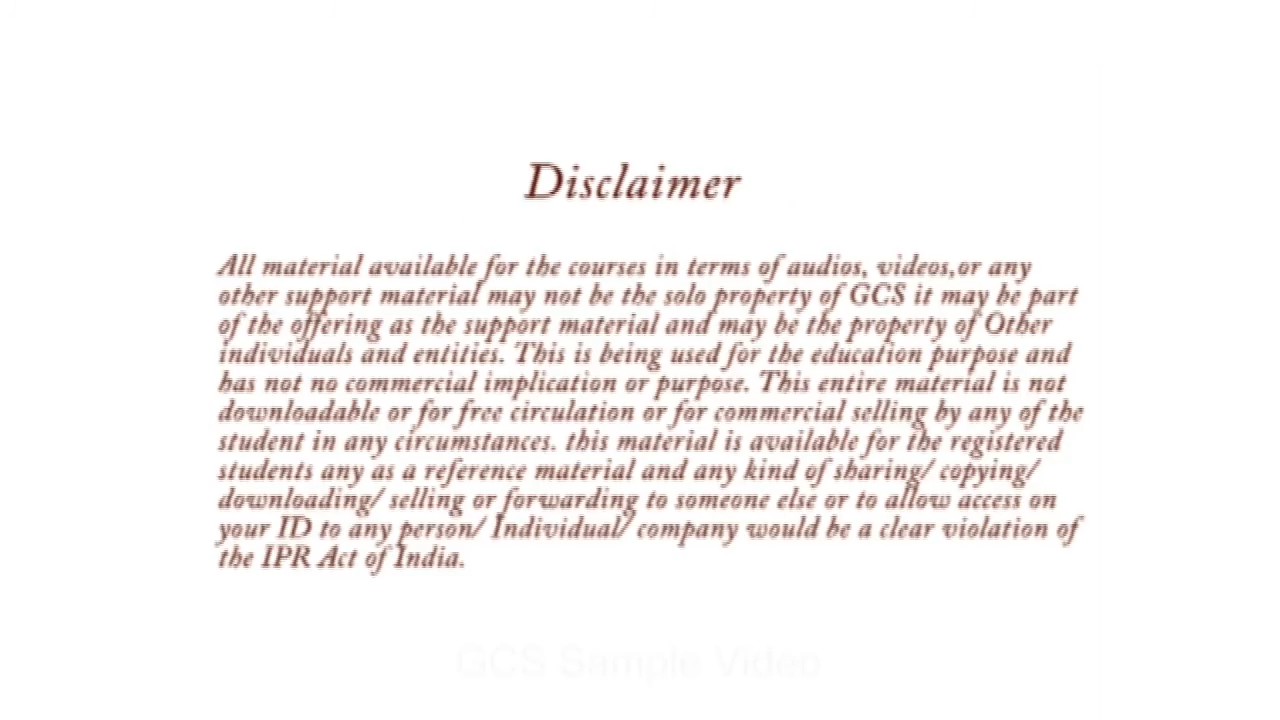 Disclaimer
All material available for the courses in terms of audios, videos,or any
other support material may not be the solo property of GCS it may be part
of the offering as the support material and may be the property of Other
individuals and entities. This is being used for the education purpose and
has not no commercial implication or purpose. This entire material is not
downloadable or for free circulation or for commercial selling by any of the
student in any circumstances. this material is available for the registered
students any as a reference material and any kind of sharing/ copying/
downloading/ selling or forwarding to someone else or to allow access on
your ID to any person/ Individual/ company would be a clear violation of
the IPR Act of India.
GCS Sample Video